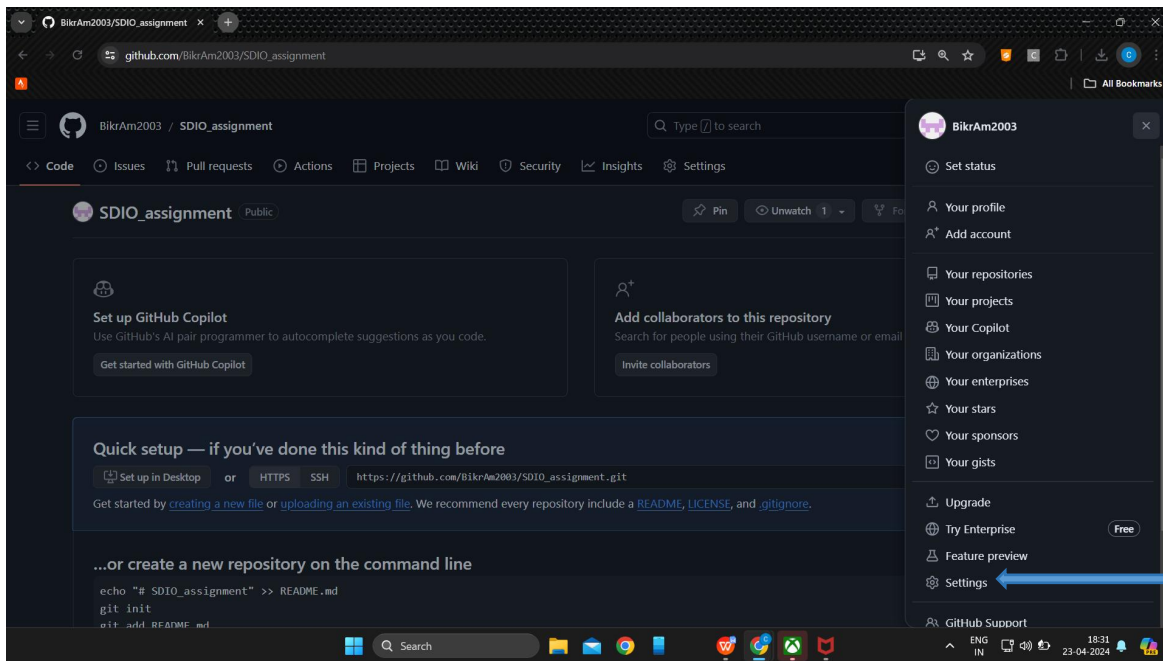 BikrAm2003/SDIO_assignment
github.com/BikrAm2003/SDIO_assignment
All Bookmarks
BikrAm2003 / SDIO_assignment
Type / to search
Code Issues Pull requests Actions Projects Wiki Security Insights Settings
SDIO_assignment Public
Pin Unwatch 1 Fo
Set up GitHub Copilot
Use GitHub's AI pair programmer to autocomplete suggestions as you code.
Get started with GitHub Copilot
Add collaborators to this repository
Search for people using their GitHub username or email
Invite collaborators
Quick setup — if you've done this kind of thing before
Set up in Desktop or HTTPS SSH https://github.com/BikrAm2003/SDIO_assignment.git
Get started by creating a new file or uploading an existing file. We recommend every repository include a README, LICENSE, and .gitignore.
...or create a new repository on the command line
echo "# SDIO_assignment" >> README.md
git init
git add README.md
BikrAm2003
Set status
Your profile
Add account
Your repositories
Your projects
Your Copilot
Your organizations
Your enterprises
Your stars
Your sponsors
Your gists
Upgrade
Try Enterprise Free
Feature preview
Settings
GitHub Support
Search
ENG
IN
18:31
23-04-2024